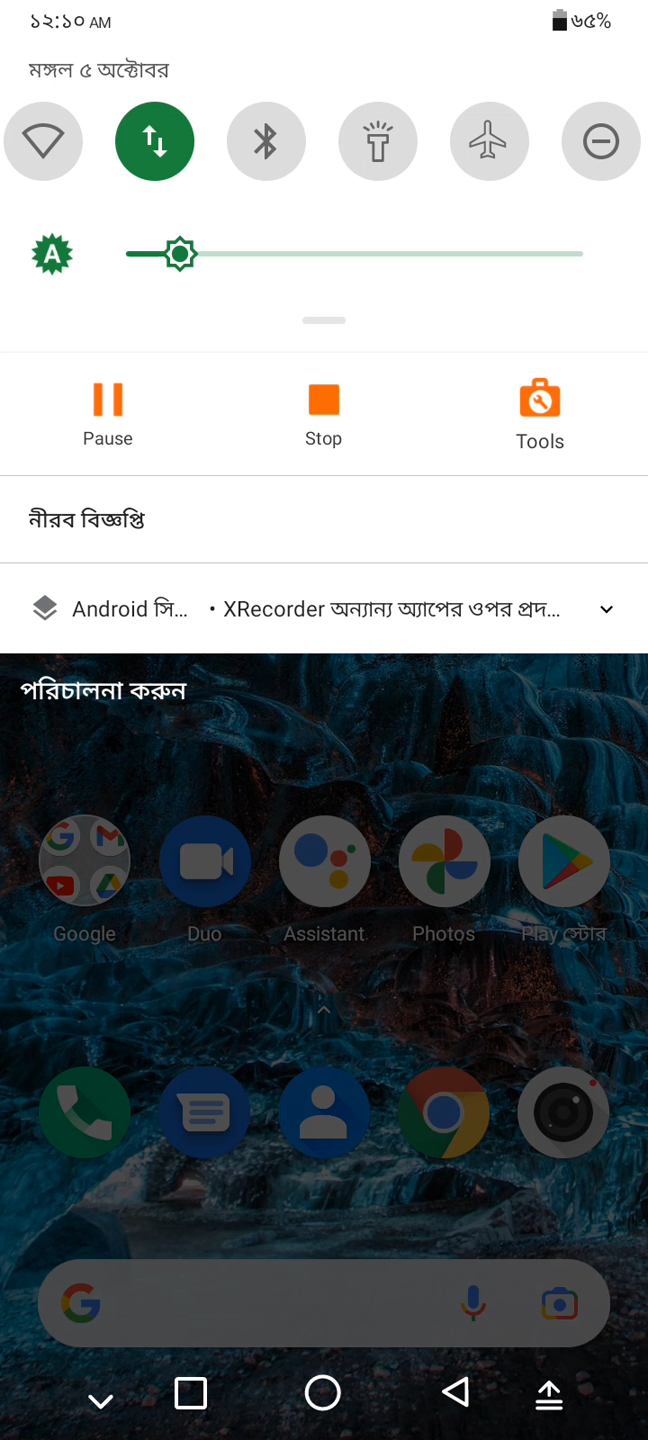 ১২:১০ AM
৬৫%
মঙ্গল ৫ অক্টোবর
A
Pause
Stop
Tools
নীরব বিজ্ঞপ্তি
Android সি... • XRecorder অন্যান্য অ্যাপের ওপর প্রদ...
পরিচালনা করুন
Google
Duo
Assistant
Photos
Play স্টোর